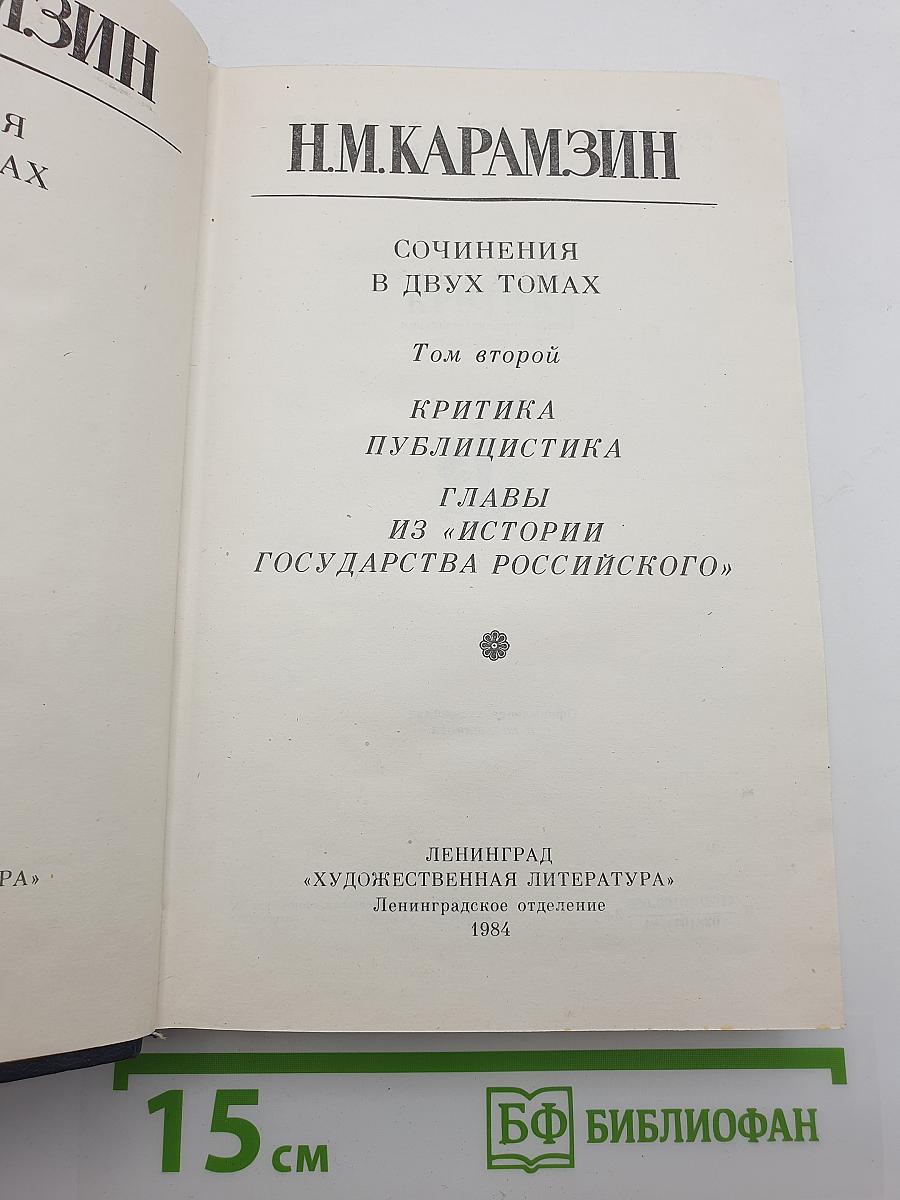 Н.М.КАРАМЗИН
СОЧИНЕНИЯ
В ДВУХ ТОМАХ
Том второй
КРИТИКА
ПУБЛИЦИСТИКА
ГЛАВЫ
ИЗ «ИСТОРИИ
ГОСУДАРСТВА РОССИЙСКОГО»
ЛЕНИНГРАД
«ХУДОЖЕСТВЕННАЯ ЛИТЕРАТУРА»
Ленинградское отделение
1984
15 см
БФ БИБЛИОФАН